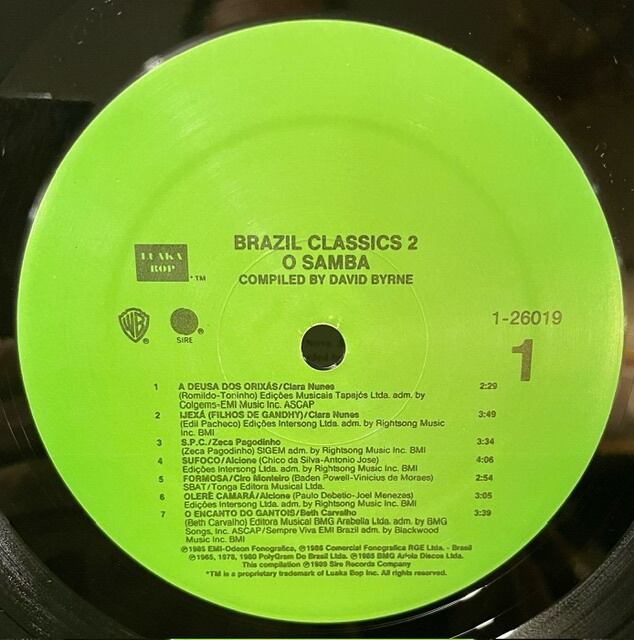 BRAZIL CLASSICS 2
O SAMBA
COMPILED BY DAVID BYRNE
LUAKA
BOP
*TM
WB
®
SIRE
®
1-26019
1
1 A DEUSA DOS ORIXÁS/Clara Nunes 2:29
(Romildo-Toninho) Edições Musicais Tapajós Ltda. adm. by
Colgems-EMI Music Inc. ASCAP
2 IJEXÁ (FILHOS DE GANDHY)/Clara Nunes 3:49
(Edil Pacheco) Edições Intersong Ltda. adm. by Rightsong Music
Inc. BMI
3 S.P.C./Zeca Pagodinho 3:34
(Zeca Pagodinho) SIGEM adm. by Rightsong Music Inc. BMI
4 SUFOCO/Alcione (Chico da Silva-Antonio Jose) 4:06
Edições Intersong Ltda. adm. by Rightsong Music Inc. BMI
5 FORMOSA/Ciro Monteiro (Baden Powell-Vinicius de Moraes) 2:54
SBAT/Tonga Editora Musical Ltda.
6 OLERÊ CAMARÁ/Alcione (Paulo Debetio-Joel Menezes) 3:05
Edições Intersong Ltda. adm. by Rightsong Music Inc. BMI
7 O ENCANTO DO GANTOIS/Beth Carvalho 3:39
(Beth Carvalho) Editora Musical BMG Arabella Ltda. adm. by BMG
Songs, Inc. ASCAP/Sempre Viva EMI Brazil adm. by Blackwood
Music Inc. BMI
℗1985 EMI-Odeon Fonografica, ℗1986 Comercial Fonografica RGE Ltda. - Brasil
℗1965, 1978, 1980 PolyGram Do Brasil Ltda. ℗1985 BMG Ariola Discos Ltda.
This compilation ℗1989 Sire Records Company
*TM is a proprietary trademark of Luaka Bop Inc. All rights reserved.